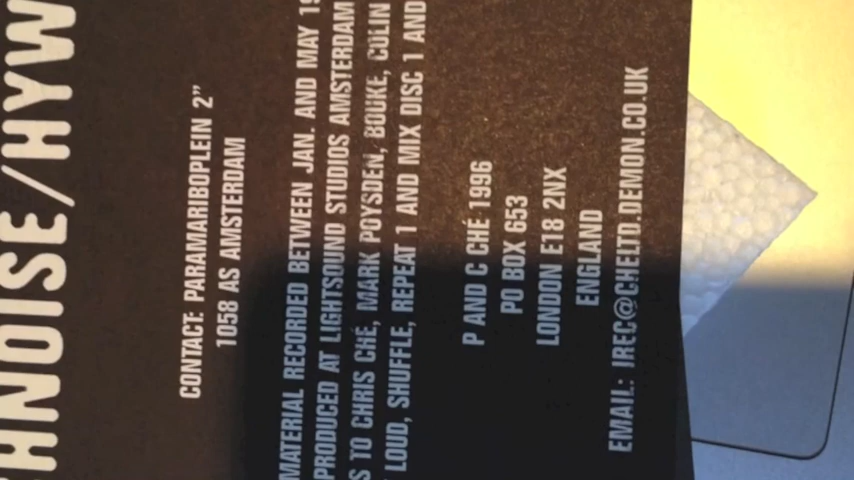 HNOISE/HYW
CONTACT: PARAMARIBOPLEIN 2”
1058 AS AMSTERDAM
MATERIAL RECORDED BETWEEN JAN. AND MAY 19
PRODUCED AT LIGHTSOUND STUDIOS AMSTERDAM
S TO CHRIS CHÉ, MARK POYSDEN, BOUKE, COLIN
LOUD, SHUFFLE, REPEAT 1 AND MIX DISC 1 AND
P AND C CHÉ 1996
PO BOX 653
LONDON E18 2NX
ENGLAND
EMAIL: IREC@CHELTD.DEMON.CO.UK